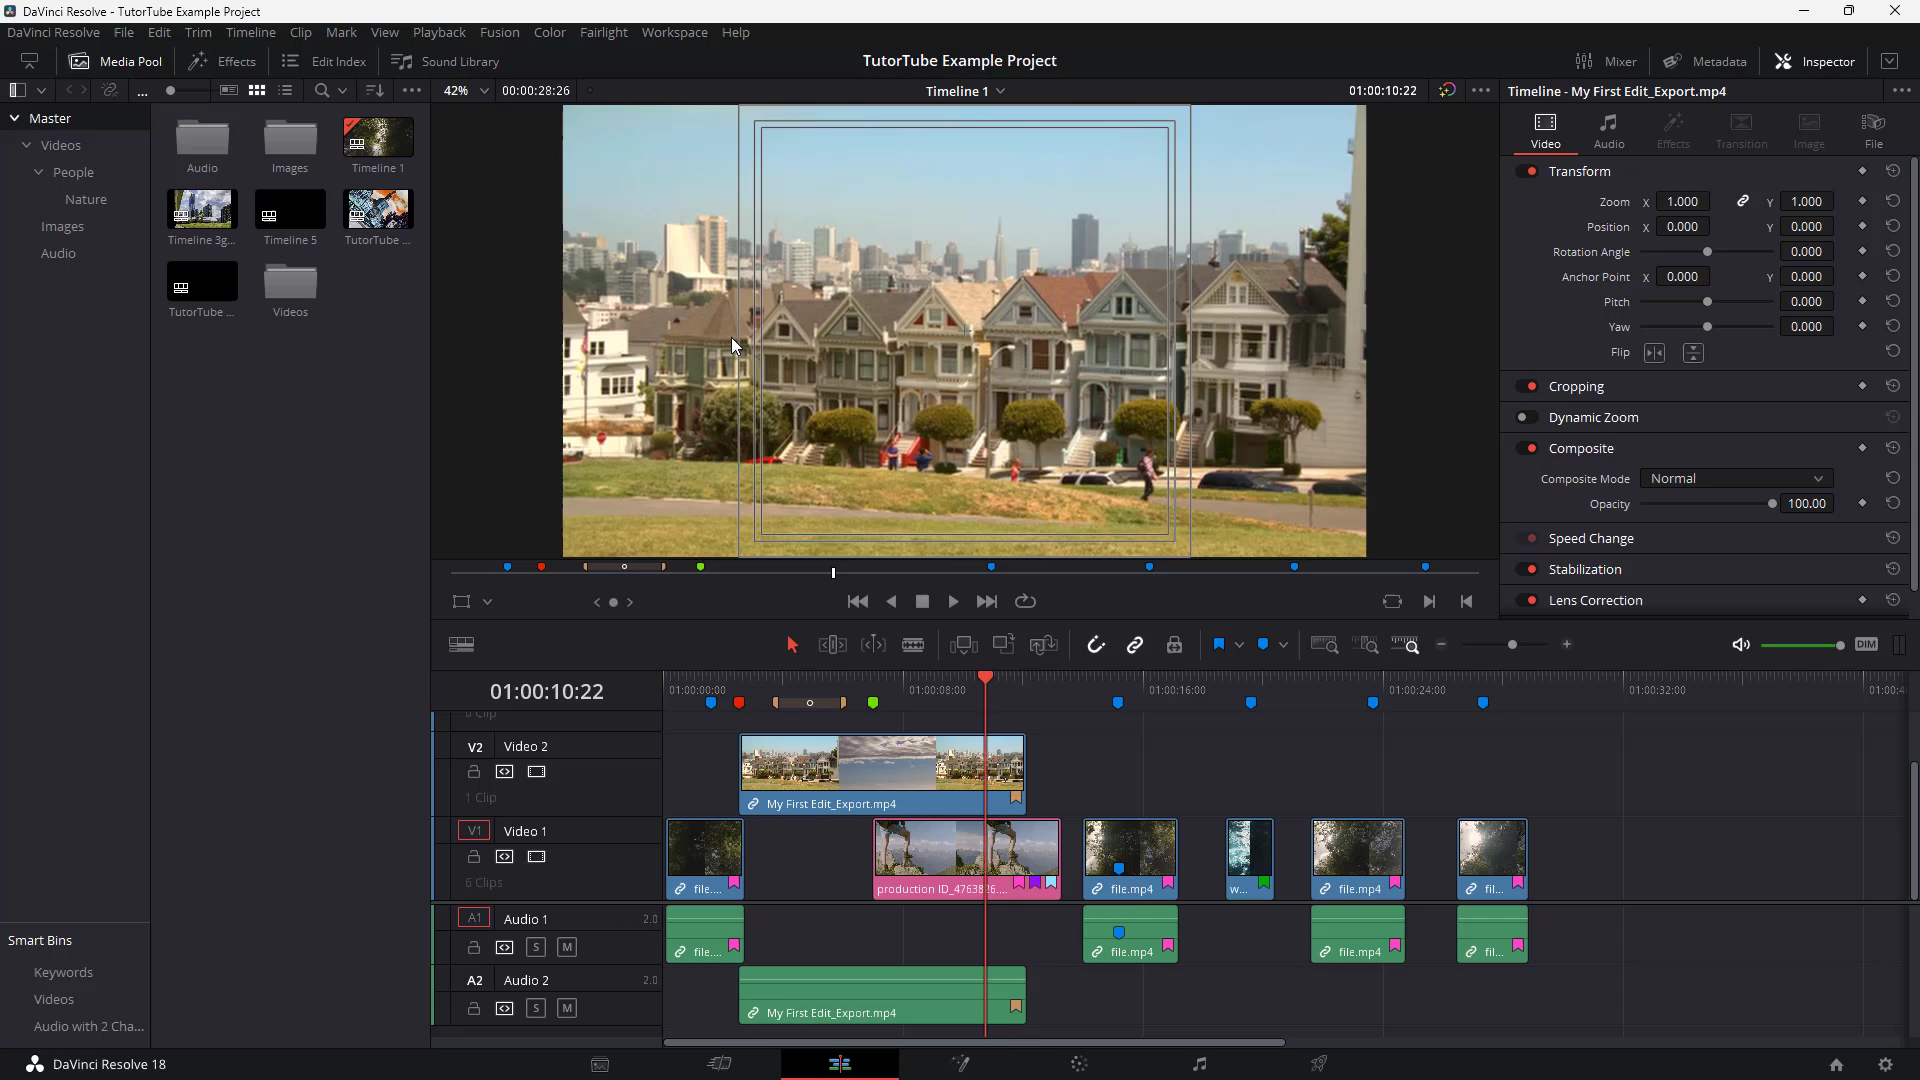 DaVinci Resolve - TutorTube Example Project
DaVinci Resolve File Edit Trim Timeline Clip Mark View Playback Fusion Color Fairlight Workspace Help
Media Pool Effects Edit Index Sound Library TutorTube Example Project Mixer Metadata Inspector
42% 00:00:28:26 Timeline 1 01:00:10:22 Timeline - My First Edit_Export.mp4
Master
Videos
People
Nature
Images
Audio
Audio Images Timeline 1
Timeline 3g... Timeline 5 TutorTube ...
TutorTube ... Videos
Video Audio Effects Transition Image File
Transform
Zoom X 1.000 Y 1.000
Position X 0.000 Y 0.000
Rotation Angle 0.000
Anchor Point X 0.000 Y 0.000
Pitch 0.000
Yaw 0.000
Flip
Cropping
Dynamic Zoom
Composite
Composite Mode Normal
Opacity 100.00
Speed Change
Stabilization
Lens Correction
DIM
01:00:10:22
01:00:00:00 01:00:08:00 01:00:16:00 01:00:24:00 01:00:32:00 01:00:4
V2 Video 2
1 Clip
My First Edit_Export.mp4
V1 Video 1
6 Clips
file.... production ID_4763826.... file.mp4 w... file.mp4 fil...
A1 Audio 1 2.0
S M
file.... file.mp4 file.mp4 fil...
A2 Audio 2 2.0
S M
My First Edit_Export.mp4
Smart Bins
Keywords
Videos
Audio with 2 Cha...
DaVinci Resolve 18